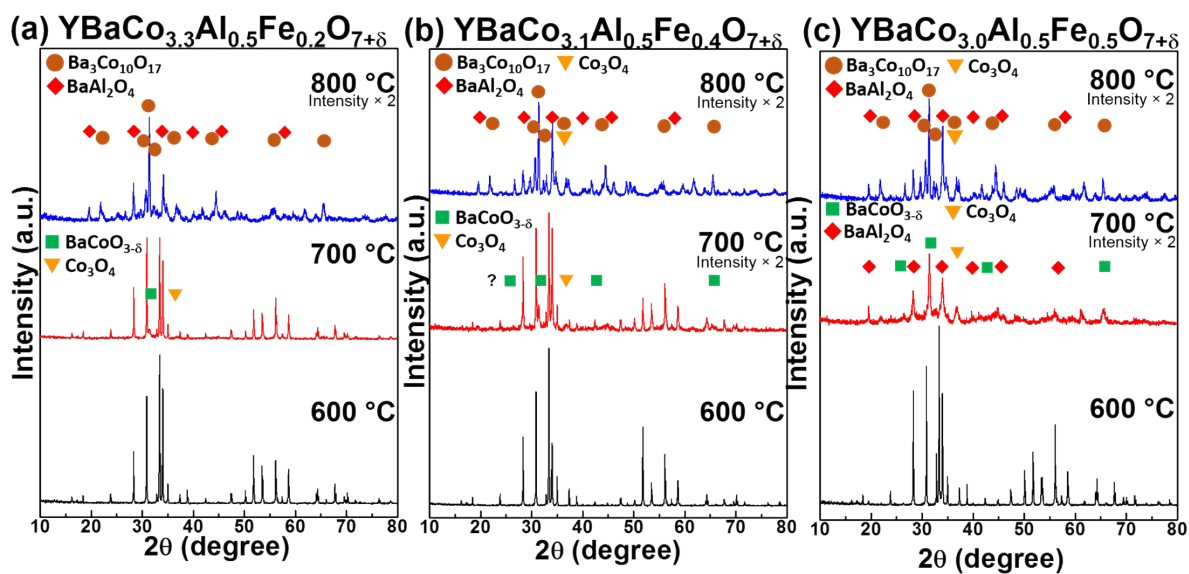 (a) YBaCo3.3Al0.5Fe0.2O7+δ
Ba3Co10O17
BaAl2O4
800 °C
Intensity × 2
BaCoO3-δ
Co3O4
700 °C
600 °C
Intensity (a.u.)
10 20 30 40 50 60 70 80
2θ (degree)
(b) YBaCo3.1Al0.5Fe0.4O7+δ
Ba3Co10O17 Co3O4
BaAl2O4
800 °C
Intensity × 2
BaCoO3-δ
Co3O4
700 °C
Intensity × 2
?
600 °C
Intensity (a.u.)
10 20 30 40 50 60 70 80
2θ (degree)
(c) YBaCo3.0Al0.5Fe0.5O7+δ
Ba3Co10O17 Co3O4
BaAl2O4
800 °C
Intensity × 2
BaCoO3-δ Co3O4
BaAl2O4
700 °C
Intensity × 2
600 °C
Intensity (a.u.)
10 20 30 40 50 60 70 80
2θ (degree)